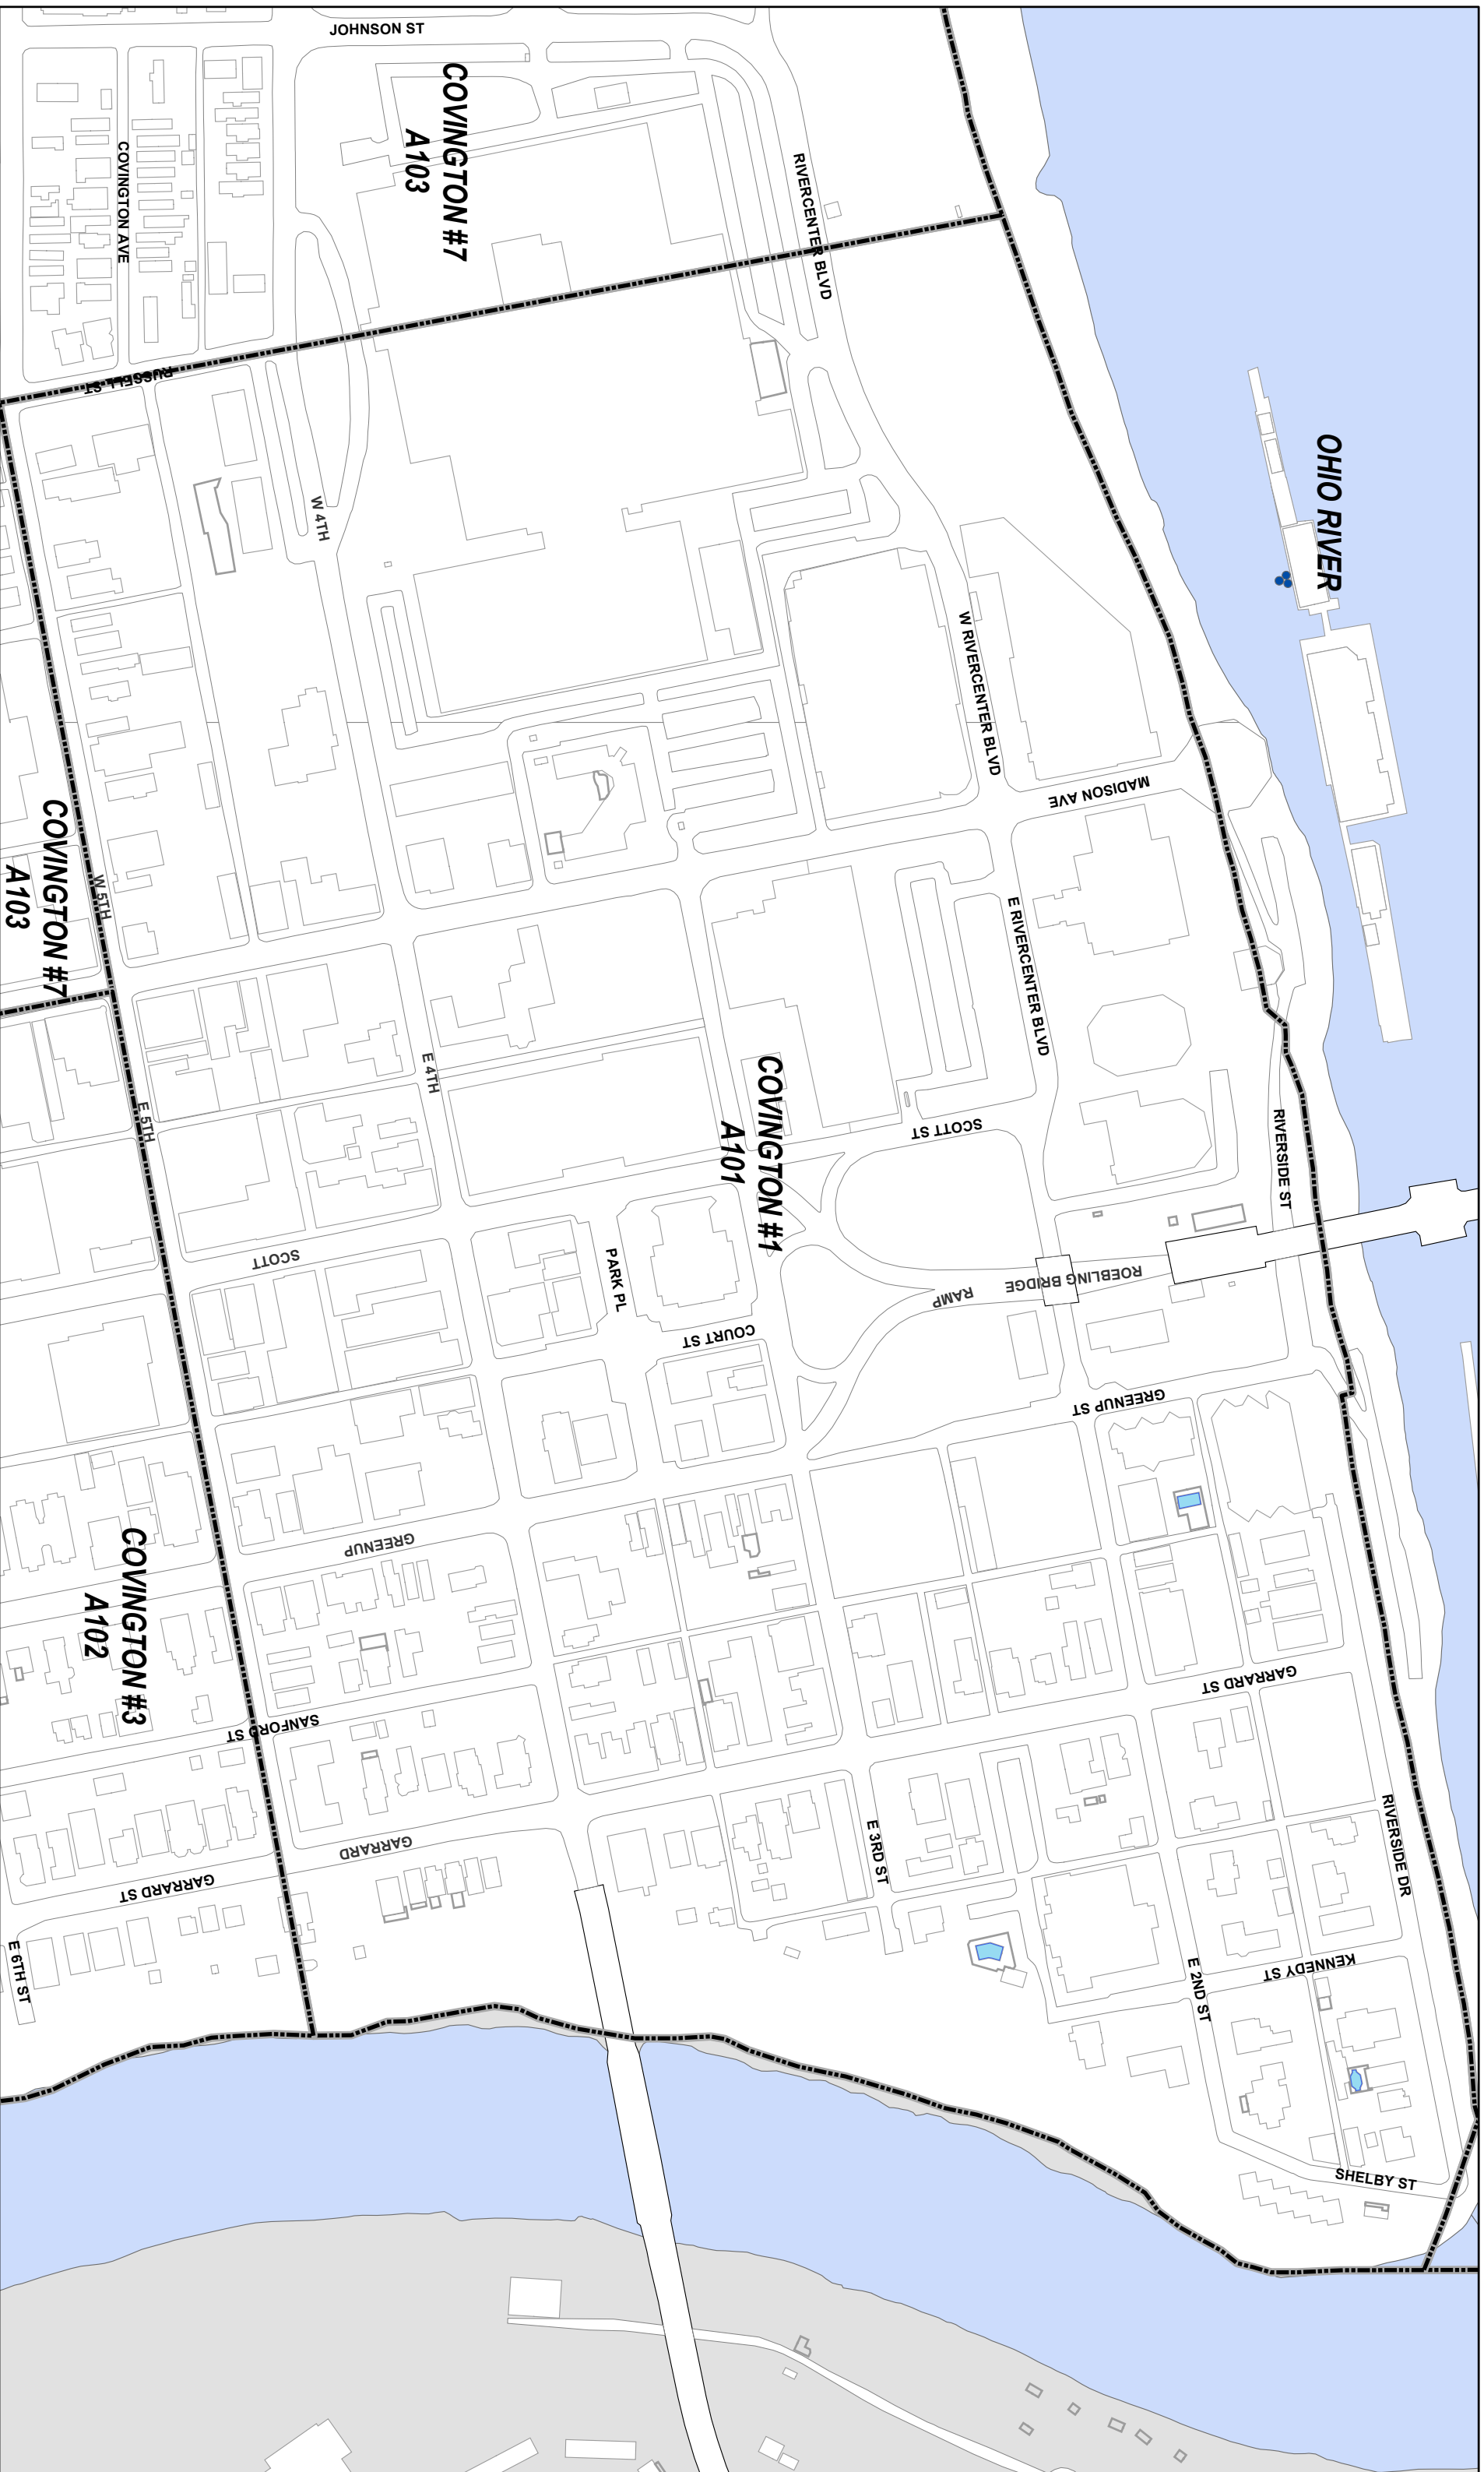 JOHNSON ST
COVINGTON #7
A103
COVINGTON AVE
RIVERCENTER BLVD
RUSSELL ST
W 4TH
OHIO RIVER
W RIVERCENTER BLVD
MADISON AVE
COVINGTON #7
A103
W 5TH
E RIVERCENTER BLVD
E 4TH
E 5TH
COVINGTON #1
A101
SCOTT ST
RIVERSIDE ST
SCOTT
PARK PL
ROEBLING BRIDGE
RAMP
COURT ST
GREENUP ST
GREENUP
COVINGTON #3
A102
SANFORD ST
GARRARD ST
GARRARD
E 3RD ST
RIVERSIDE DR
GARRARD ST
E 6TH ST
KENNEDY ST
E 2ND ST
SHELBY ST